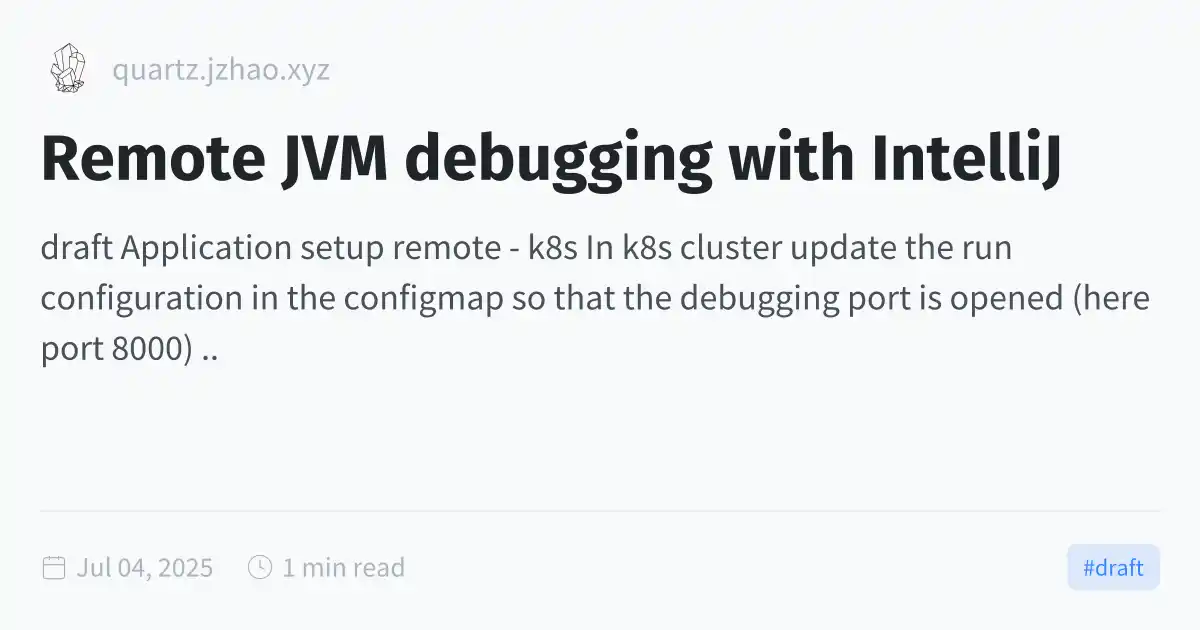 quartz.jzhao.xyz
Remote JVM debugging with IntelliJ
draft Application setup remote - k8s In k8s cluster update the run
configuration in the configmap so that the debugging port is opened (here
port 8000) ..
Jul 04, 2025 1 min read #draft